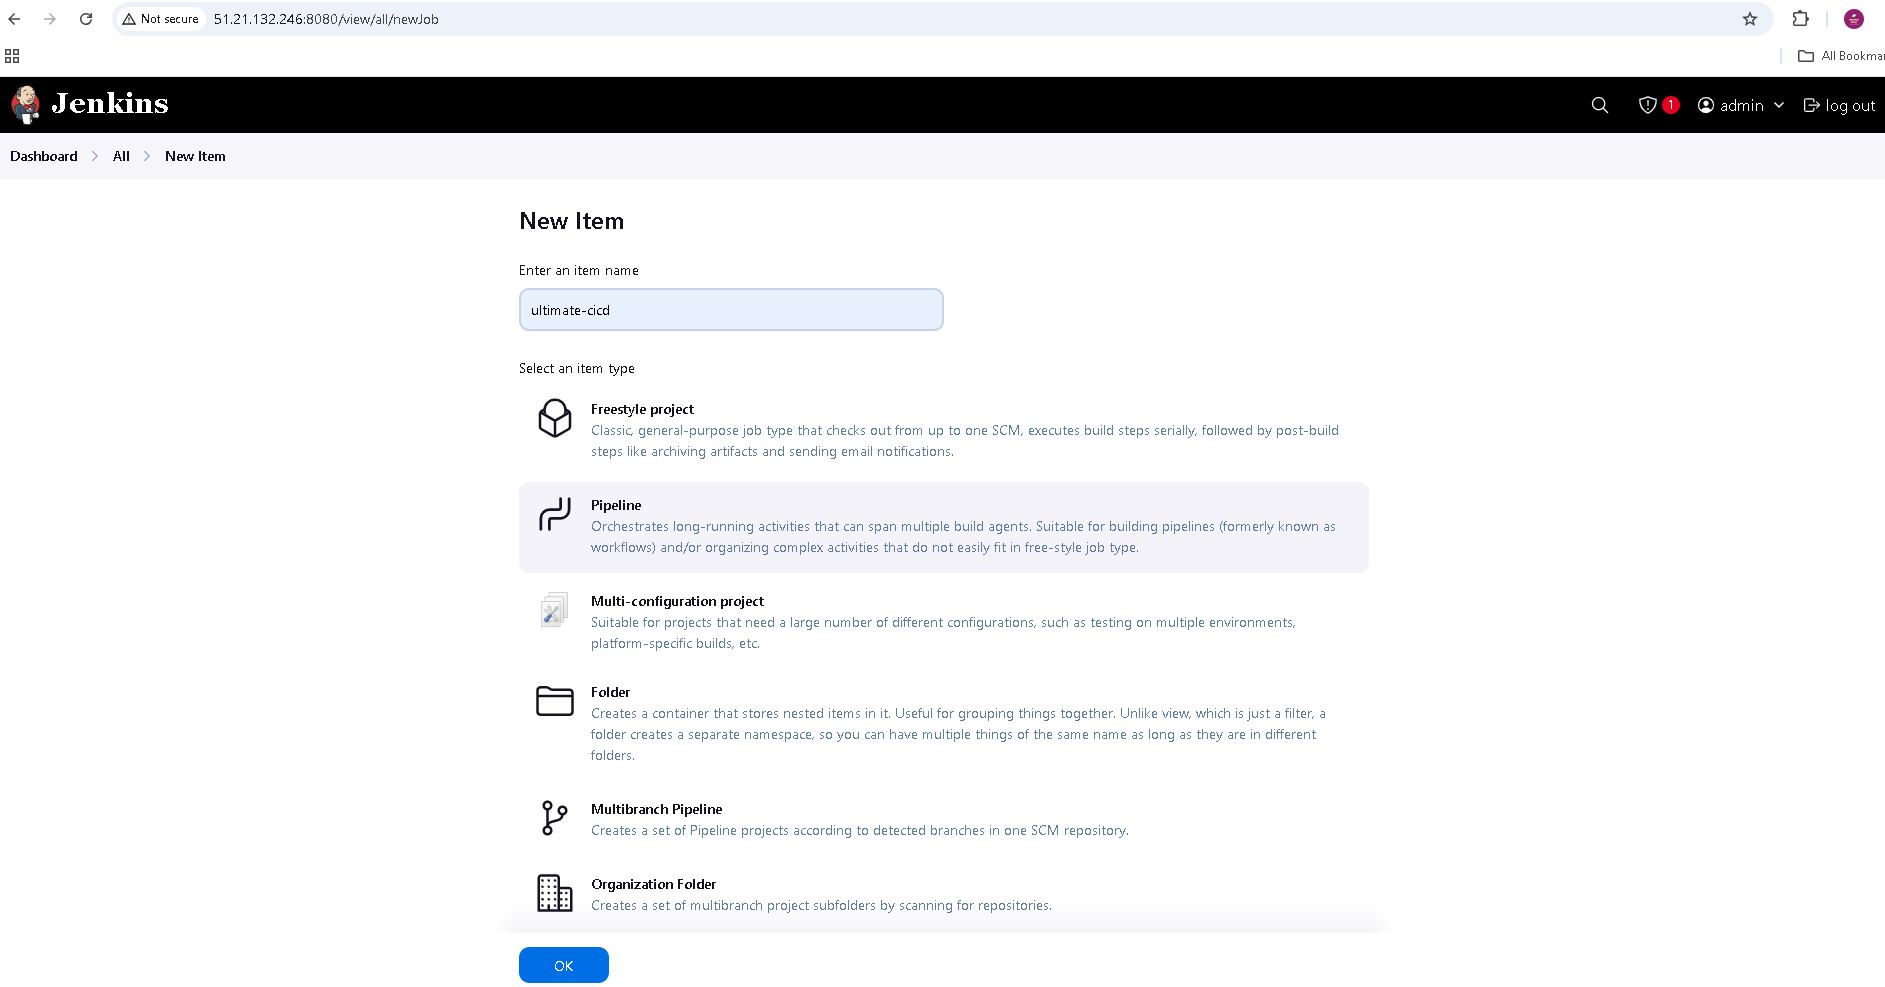 Not secure 51.21.132.246:8080/view/all/newJob
All Bookmar
Jenkins
1 admin log out
Dashboard All New Item
New Item
Enter an item name
ultimate-cicd
Select an item type
Freestyle project
Classic, general-purpose job type that checks out from up to one SCM, executes build steps serially, followed by post-build
steps like archiving artifacts and sending email notifications.
Pipeline
Orchestrates long-running activities that can span multiple build agents. Suitable for building pipelines (formerly known as
workflows) and/or organizing complex activities that do not easily fit in free-style job type.
Multi-configuration project
Suitable for projects that need a large number of different configurations, such as testing on multiple environments,
platform-specific builds, etc.
Folder
Creates a container that stores nested items in it. Useful for grouping things together. Unlike view, which is just a filter, a
folder creates a separate namespace, so you can have multiple things of the same name as long as they are in different
folders.
Multibranch Pipeline
Creates a set of Pipeline projects according to detected branches in one SCM repository.
Organization Folder
Creates a set of multibranch project subfolders by scanning for repositories.
OK